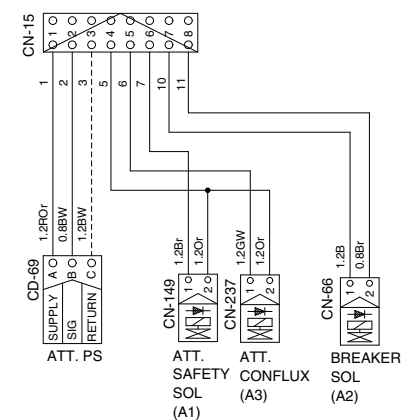 CN-15
1 2 3 4 5 6 7 8
1 2 3 5 4 6 7 10 11
1.2ROr 0.8BW 1.2BW
1.2Br 1.2Or 1.2GW 1.2Or 1.2B 0.8Br
CD-69
A B C
SUPPLY SIG RETURN
CN-149
1 2
CN-237
1 2
CN-66
1 2
ATT. PS
ATT.
SAFETY
SOL
(A1)
ATT.
CONFLUX
(A3)
BREAKER
SOL
(A2)